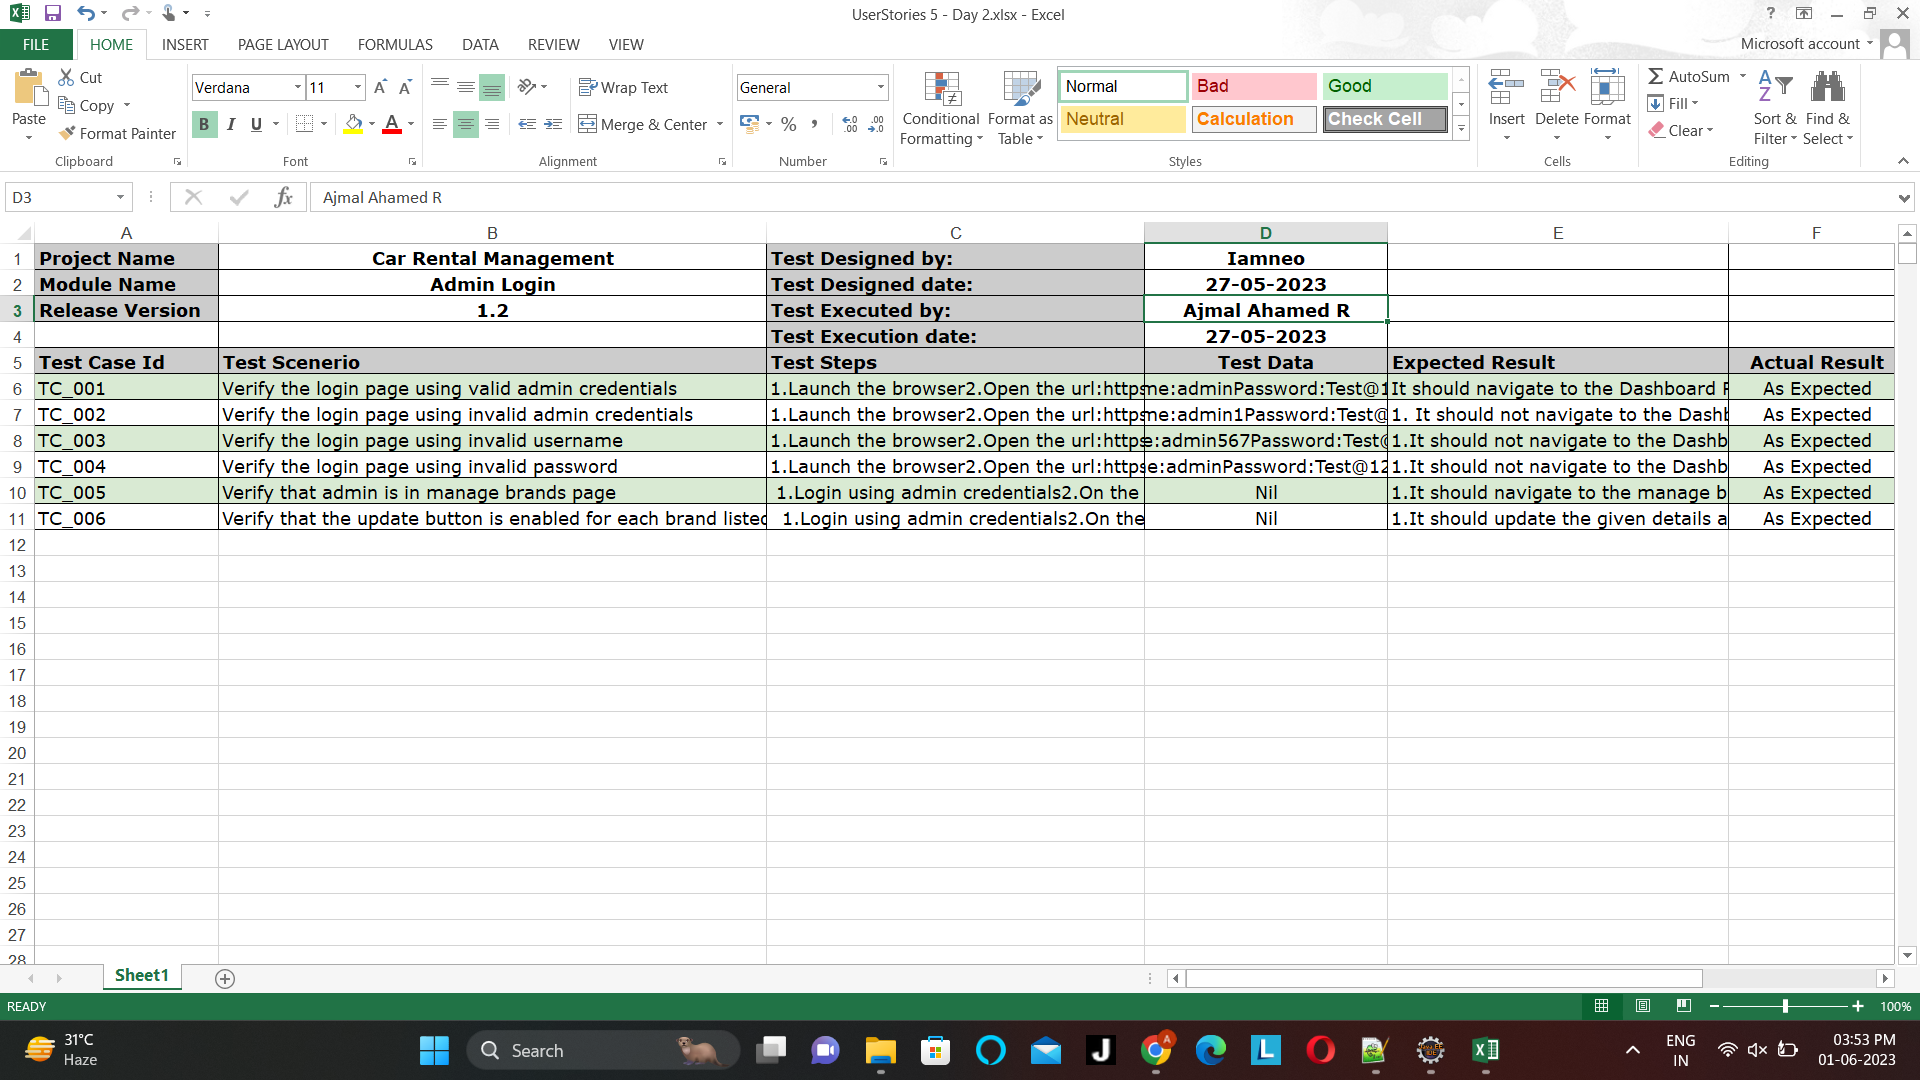 UserStories 5 - Day 2.xlsx - Excel
FILE HOME INSERT PAGE LAYOUT FORMULAS DATA REVIEW VIEW Microsoft account
Paste
Cut
Copy
Format Painter
Clipboard
Verdana 11
B I U
Font
Wrap Text
Merge & Center
Alignment
General
%
Number
Conditional Formatting
Format as Table
Normal Bad Good
Neutral Calculation Check Cell
Styles
Insert Delete Format
Cells
AutoSum
Fill
Clear
Sort & Filter
Find & Select
Editing
D3 fx Ajmal Ahamed R
A B C D E F
1 Project Name Car Rental Management Test Designed by: Iamneo
2 Module Name Admin Login Test Designed date: 27-05-2023
3 Release Version 1.2 Test Executed by: Ajmal Ahamed R
4 Test Execution date: 27-05-2023
5 Test Case Id Test Scenerio Test Steps Test Data Expected Result Actual Result
6 TC_001 Verify the login page using valid admin credentials 1.Launch the browser2.Open the url:https me:adminPassword:Test@1 It should navigate to the Dashboard As Expected
7 TC_002 Verify the login page using invalid admin credentials 1.Launch the browser2.Open the url:https me:admin1Password:Test@ 1. It should not navigate to the Dashb As Expected
8 TC_003 Verify the login page using invalid username 1.Launch the browser2.Open the url:https e:admin567Password:Test@ 1.It should not navigate to the Dashb As Expected
9 TC_004 Verify the login page using invalid password 1.Launch the browser2.Open the url:https e:adminPassword:Test@12 1.It should not navigate to the Dashb As Expected
10 TC_005 Verify that admin is in manage brands page 1.Login using admin credentials2.On the Nil 1.It should navigate to the manage b As Expected
11 TC_006 Verify that the update button is enabled for each brand listed 1.Login using admin credentials2.On the Nil 1.It should update the given details a As Expected
12
13
14
15
16
17
18
19
20
21
22
23
24
25
26
27
28
Sheet1
READY 100%
31°C
Haze
Search
ENG
IN
03:53 PM
01-06-2023